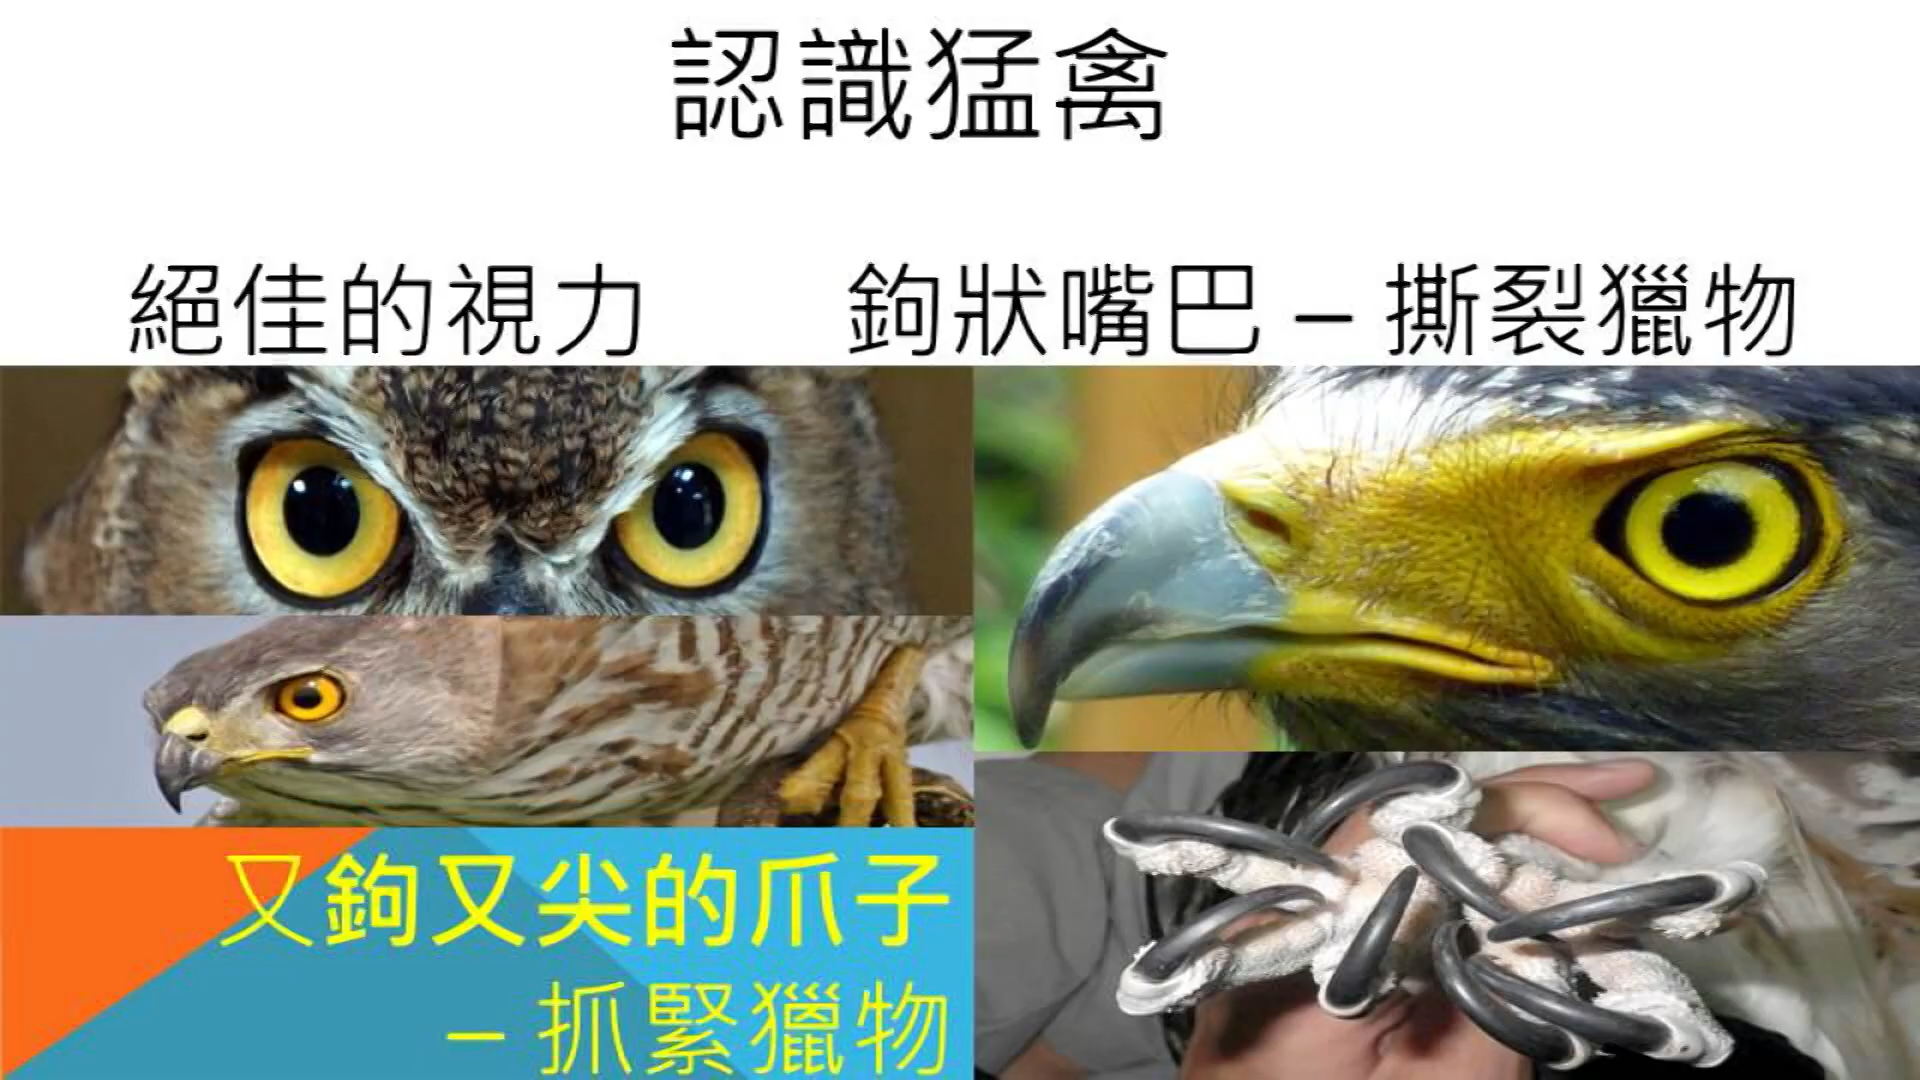 認識猛禽
絕佳的視力
鉤狀嘴巴 – 撕裂獵物
又鉤又尖的爪子
– 抓緊獵物